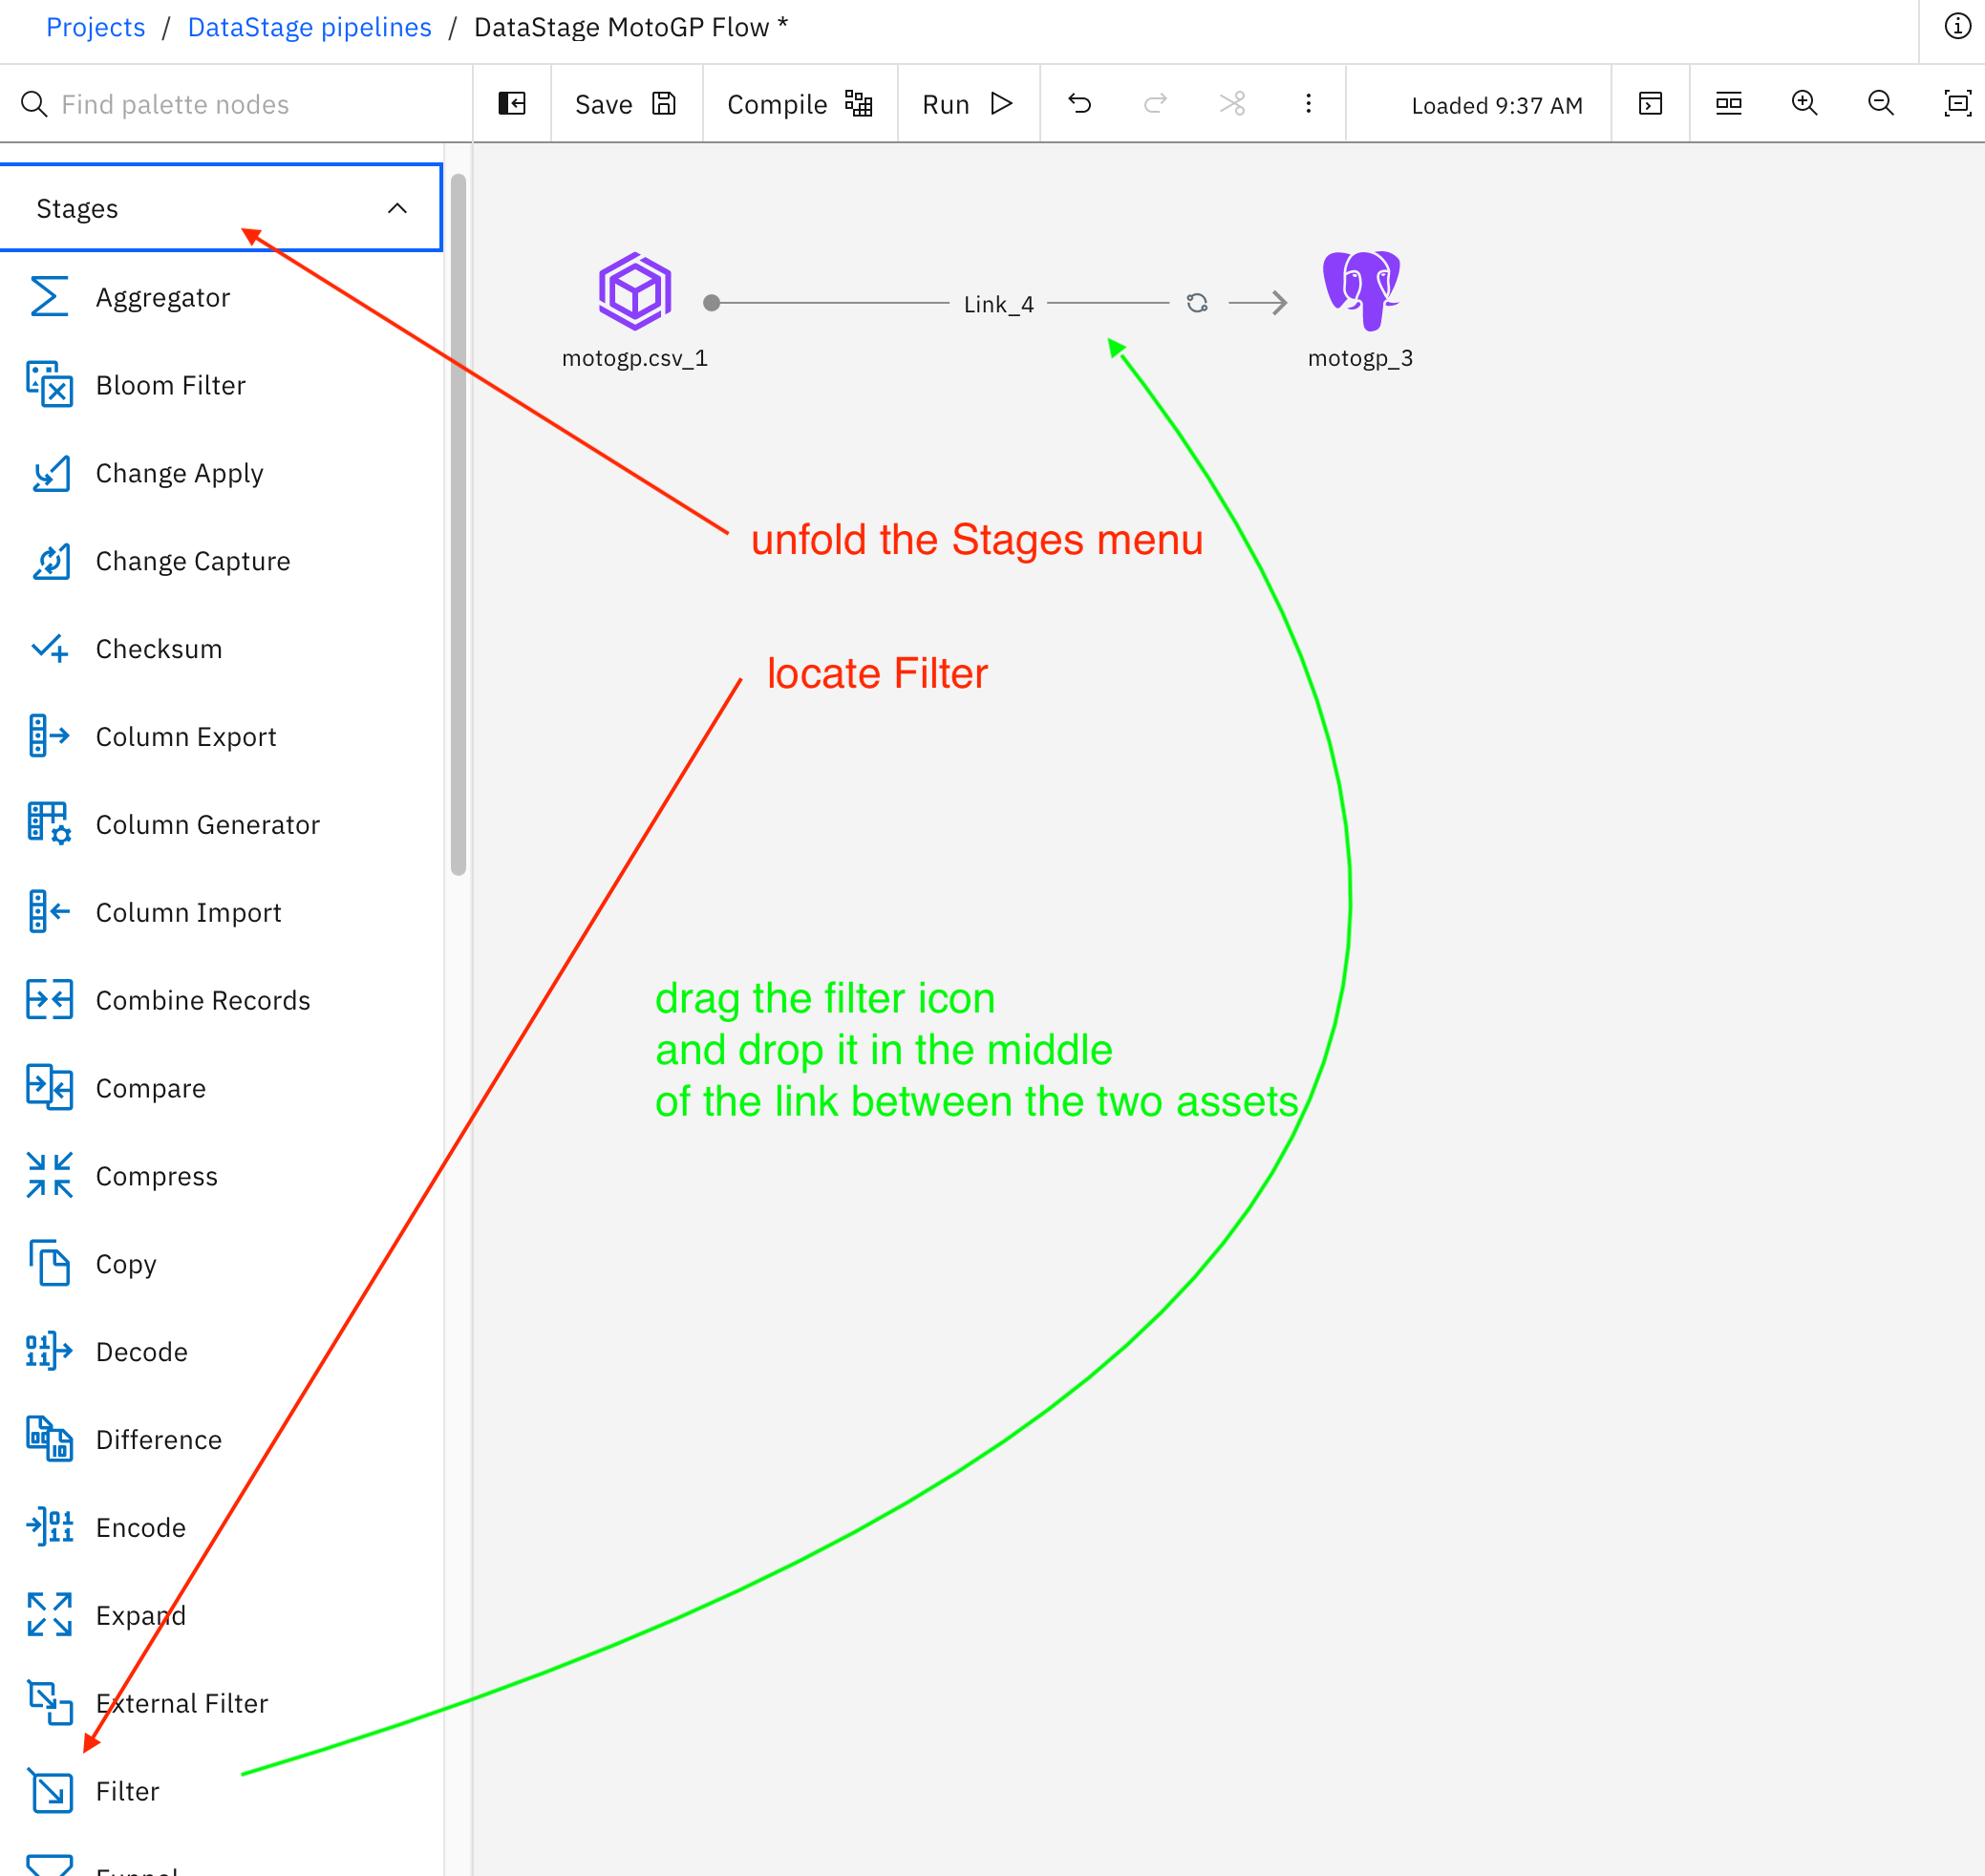 Projects / DataStage pipelines / DataStage MotoGP Flow *
Find palette nodes
Save
Compile
Run
Loaded 9:37 AM
Stages
Aggregator
Bloom Filter
Change Apply
Change Capture
Checksum
Column Export
Column Generator
Column Import
Combine Records
Compare
Compress
Copy
Decode
Difference
Encode
Expand
External Filter
Filter
Funnel
Link_4
motogp.csv_1
motogp_3
unfold the Stages menu
locate Filter
drag the filter icon
and drop it in the middle
of the link between the two assets